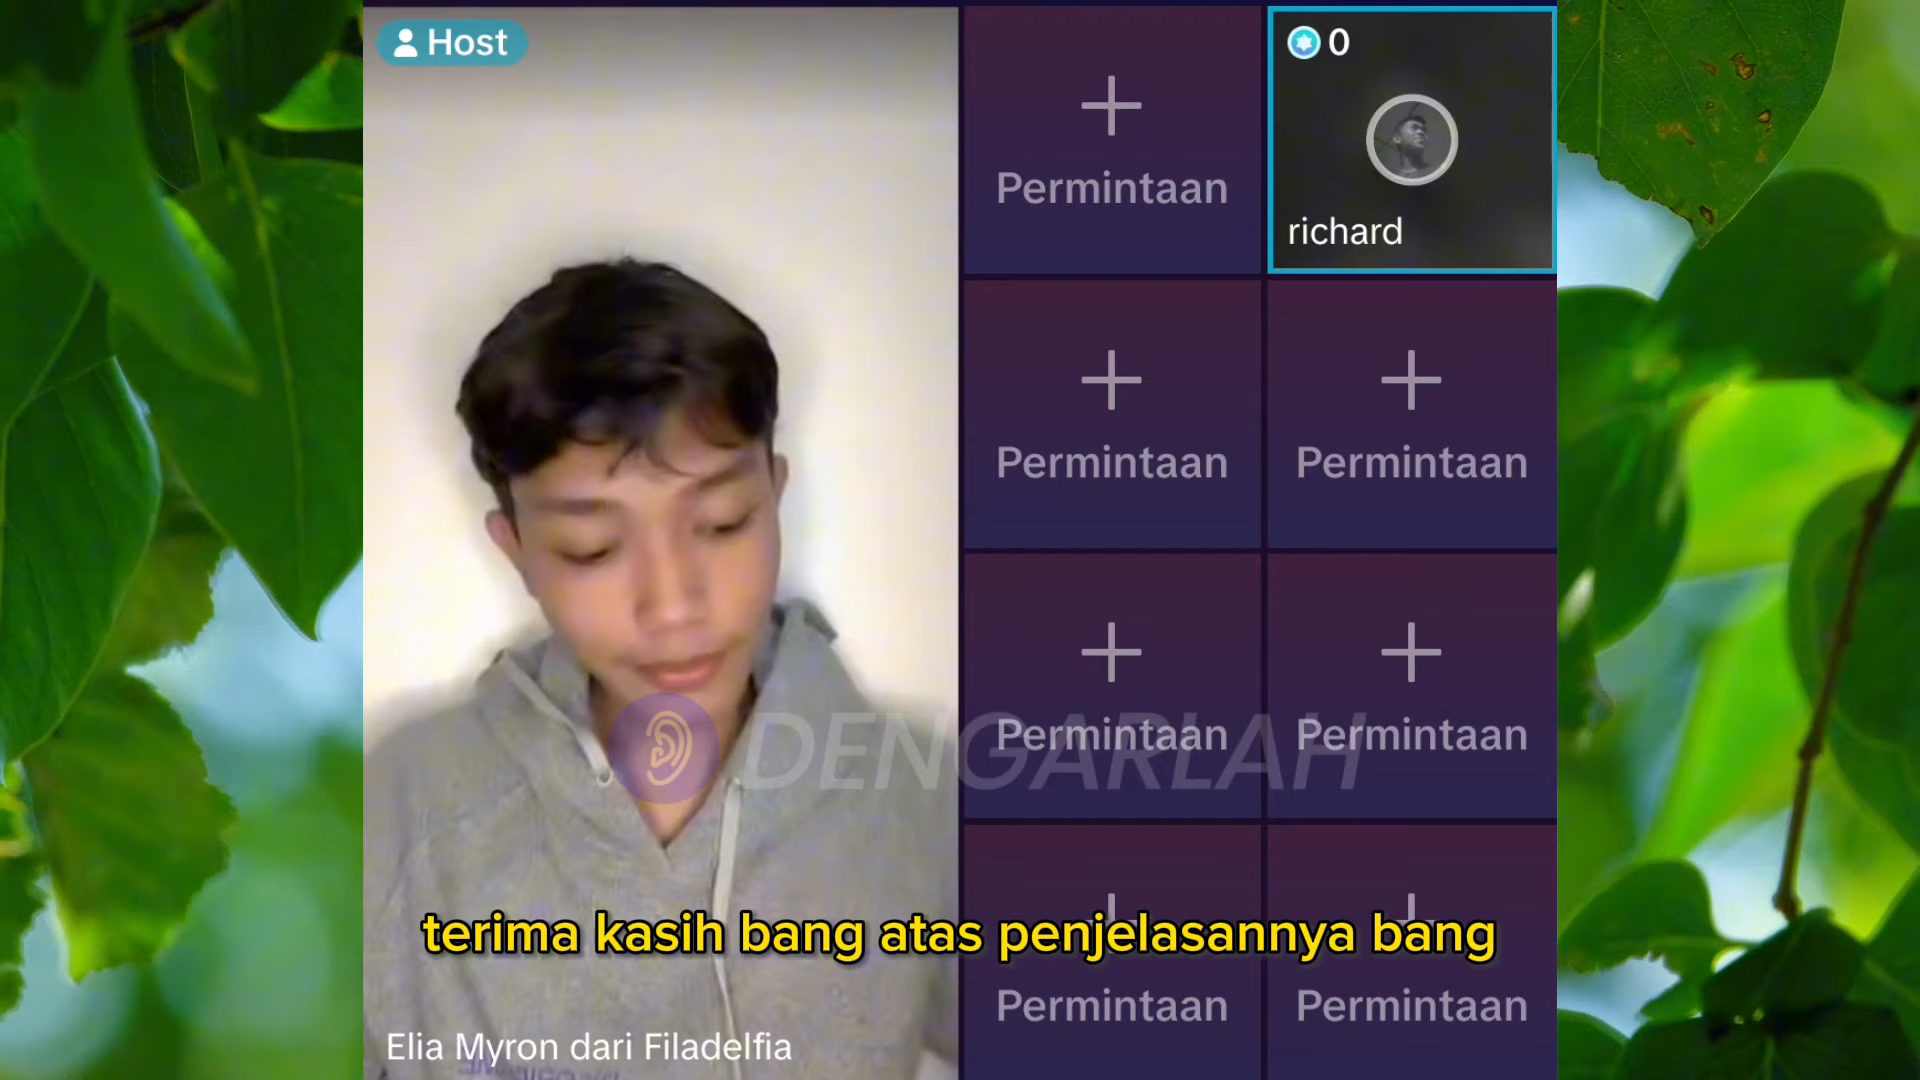 Host
Permintaan
0
richard
Permintaan
Permintaan
Permintaan
Permintaan
DENGARLAH
terima kasih bang atas penjelasannya bang
Permintaan
Permintaan
Elia Myron dari Filadelfia